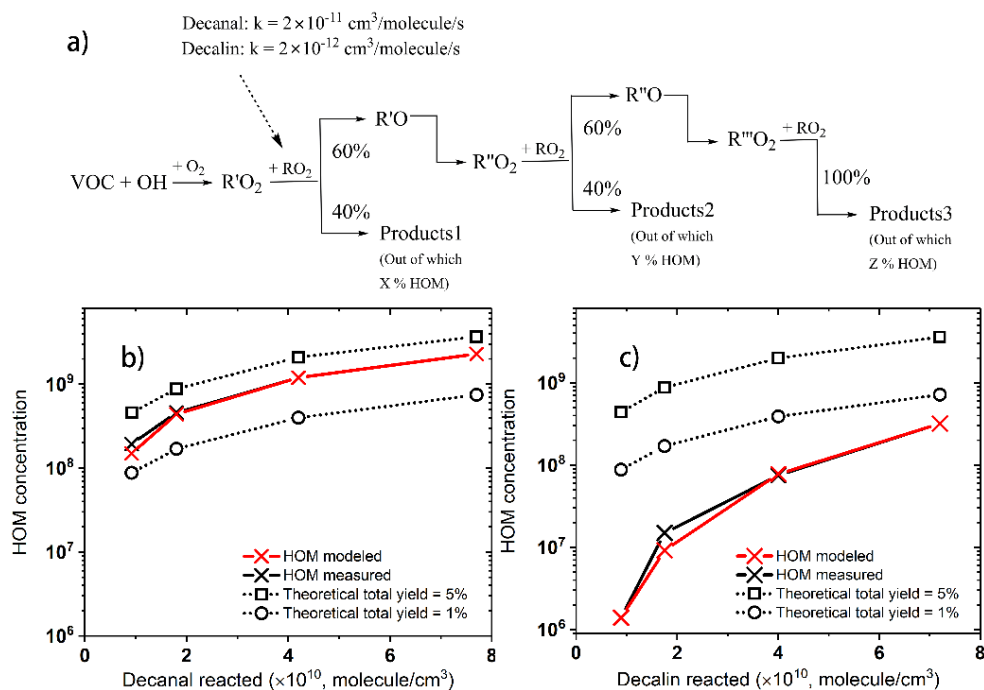 a)
Decanal: k = 2×10⁻¹¹ cm³/molecule/s
Decalin: k = 2×10⁻¹² cm³/molecule/s
VOC + OH + O₂ R'O₂ + RO₂ 60% R'O R''O₂ + RO₂ 60% R''O R'''O₂ + RO₂ 100%
40% Products1 40% Products2 Products3
(Out of which (Out of which (Out of which
X % HOM) Y % HOM) Z % HOM)
b)
HOM concentration
10⁹
10⁸
10⁷
10⁶
HOM modeled
HOM measured
Theoretical total yield = 5%
Theoretical total yield = 1%
0 2 4 6 8
Decanal reacted (×10¹⁰, molecule/cm³)
c)
HOM concentration
10⁹
10⁸
10⁷
10⁶
HOM modeled
HOM measured
Theoretical total yield = 5%
Theoretical total yield = 1%
0 2 4 6 8
Decalin reacted (×10¹⁰, molecule/cm³)